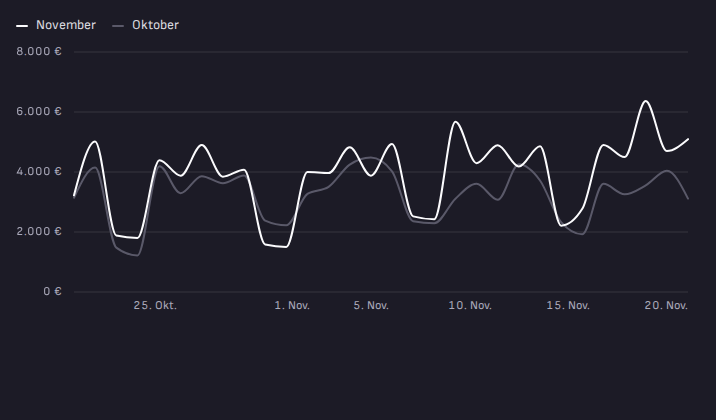 November Oktober
8.000 €
6.000 €
4.000 €
2.000 €
0 €
25. Okt. 1. Nov. 5. Nov. 10. Nov. 15. Nov. 20. Nov.